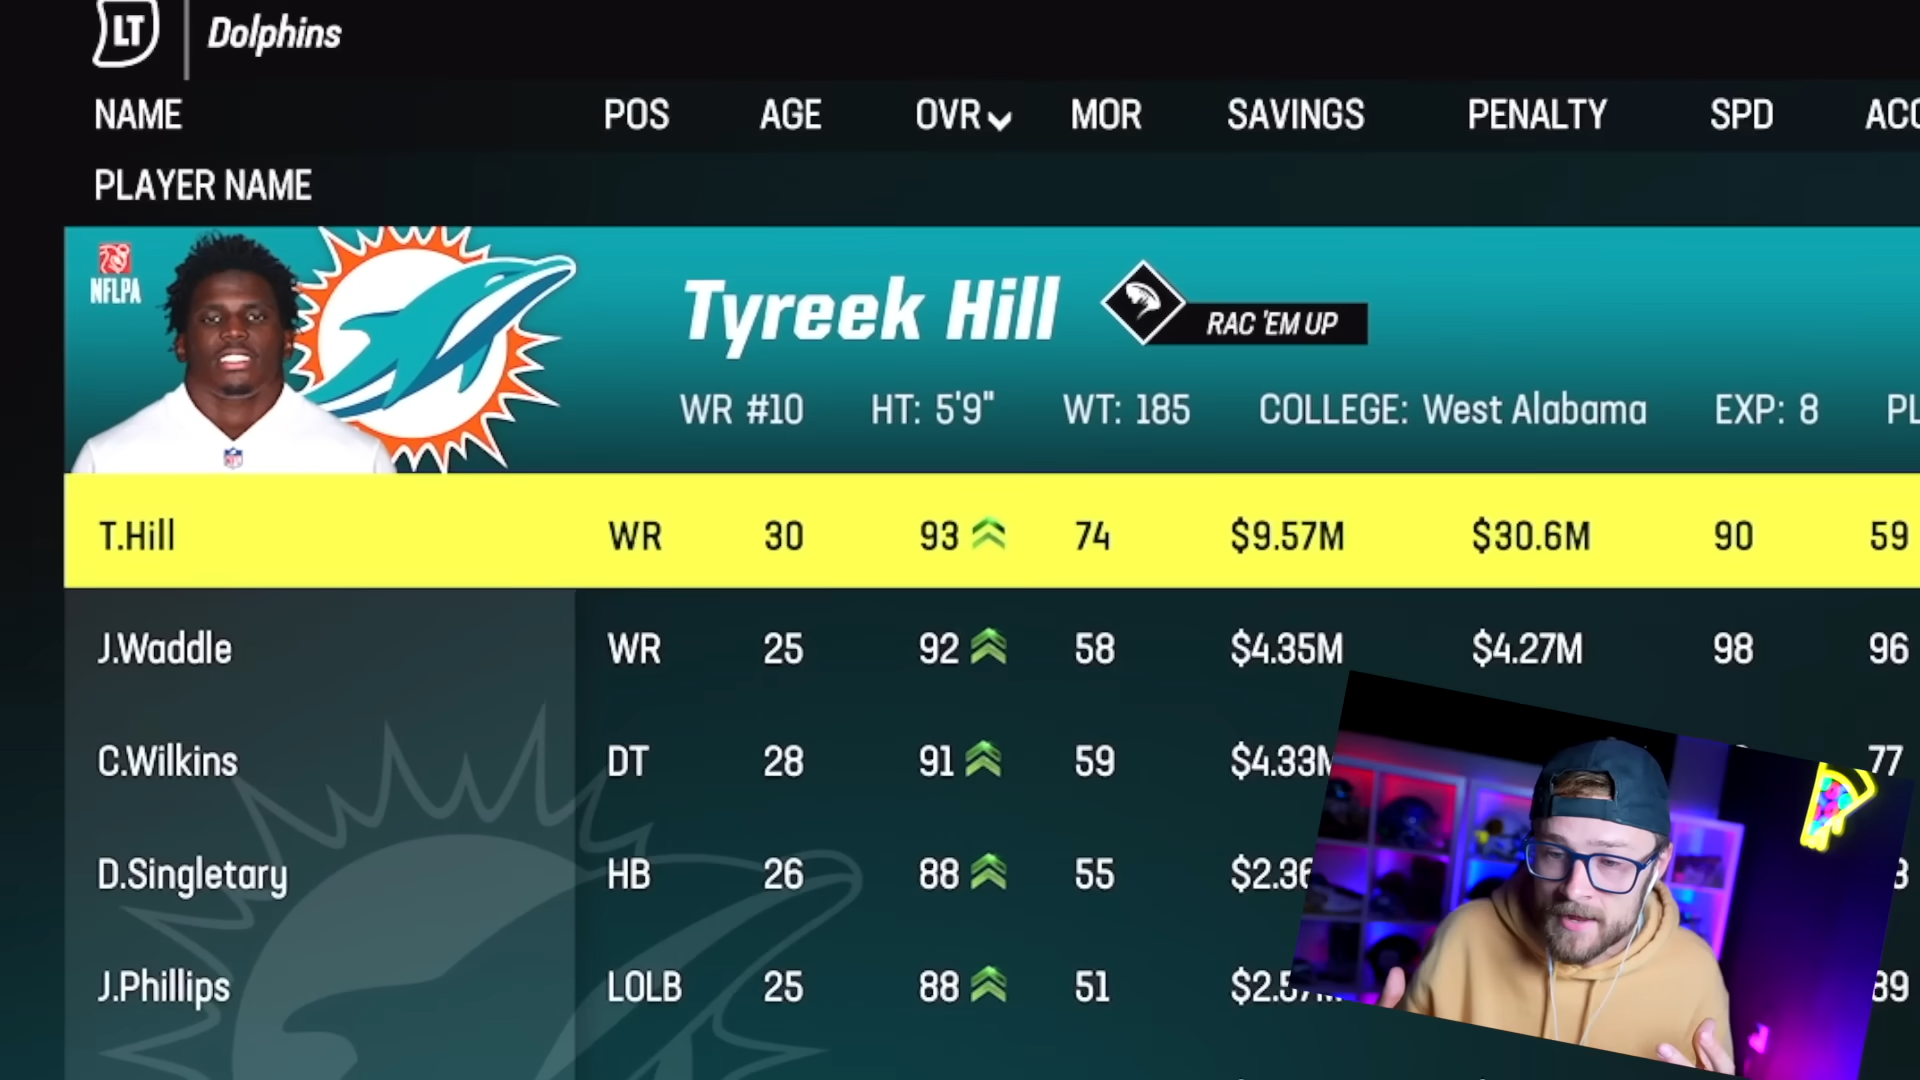 LT Dolphins
NAME POS AGE OVR MOR SAVINGS PENALTY SPD
PLAYER NAME
NFLPA
Tyreek Hill RAC 'EM UP
WR #10 HT: 5'9" WT: 185 COLLEGE: West Alabama EXP: 8
T.Hill WR 30 93 74 $9.57M $30.6M 90 59
J.Waddle WR 25 92 58 $4.35M $4.27M 98 96
C.Wilkins DT 28 91 59 $4.33M 77
D.Singletary HB 26 88 55
J.Phillips LOLB 25 88 51